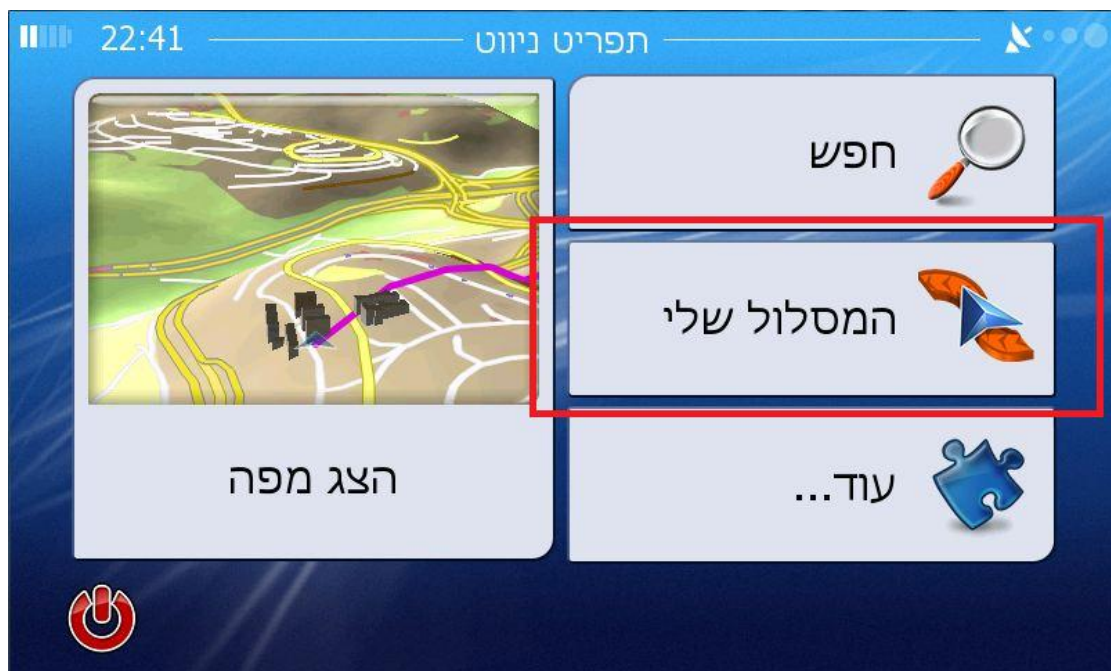 22:41
תפריט ניווט
חפש
המסלול שלי
עוד...
הצג מפה